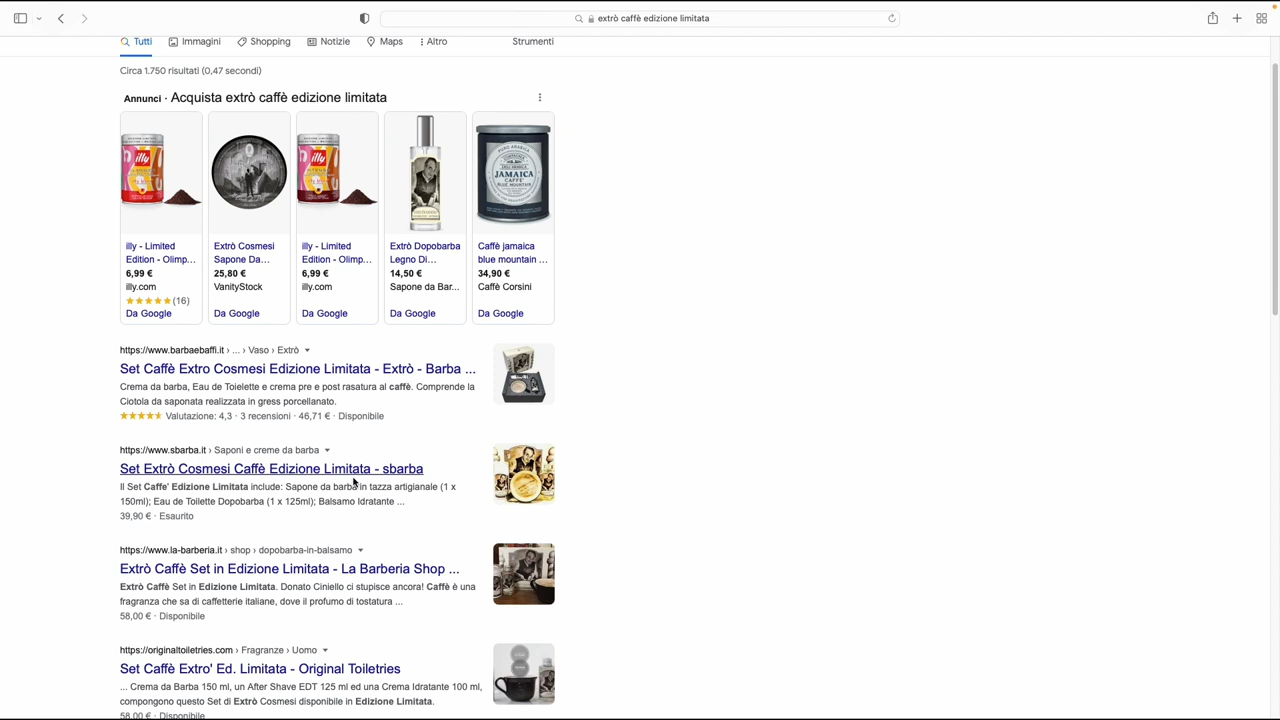 extrò caffè edizione limitata
Tutti Immagini Shopping Notizie Maps Altro Strumenti
Circa 1.750 risultati (0,47 secondi)
Annunci · Acquista extrò caffè edizione limitata
illy
illy
JAMAICA
CAFFE'
BLUE MOUNTAIN
illy - Limited
Edition - Olimp...
6,99 €
illy.com
(16)
Da Google
Extrò Cosmesi
Sapone Da...
25,80 €
VanityStock
Da Google
illy - Limited
Edition - Olimp...
6,99 €
illy.com
Da Google
Extrò Dopobarba
Legno Di...
14,50 €
Sapone da Bar...
Da Google
Caffè jamaica
blue mountain ...
34,90 €
Caffè Corsini
Da Google
https://www.barbaebaffi.it › ... › Vaso › Extrò
Set Caffè Extro Cosmesi Edizione Limitata - Extrò - Barba ...
Crema da barba, Eau de Toielette e crema pre e post rasatura al caffè. Comprende la
Ciotola da saponata realizzata in gress porcellanato.
Valutazione: 4,3 · 3 recensioni · 46,71 € · Disponibile
https://www.sbarba.it › Saponi e creme da barba
Set Extrò Cosmesi Caffè Edizione Limitata - sbarba
Il Set Caffe' Edizione Limitata include: Sapone da barba in tazza artigianale (1 x
150ml); Eau de Toilette Dopobarba (1 x 125ml); Balsamo Idratante ...
39,90 € · Esaurito
https://www.la-barberia.it › shop › dopobarba-in-balsamo
Extrò Caffè Set in Edizione Limitata - La Barberia Shop ...
Extrò Caffè Set in Edizione Limitata. Donato Ciniello ci stupisce ancora! Caffè è una
fragranza che sa di caffetterie italiane, dove il profumo di tostatura ...
58,00 € · Disponibile
https://originaltoiletries.com › Fragranze › Uomo
Set Caffè Extro' Ed. Limitata - Original Toiletries
... Crema da Barba 150 ml, un After Shave EDT 125 ml ed una Crema Idratante 100 ml,
compongono questo Set di Extrò Cosmesi disponibile in Edizione Limitata.
58,00 € · Disponibile